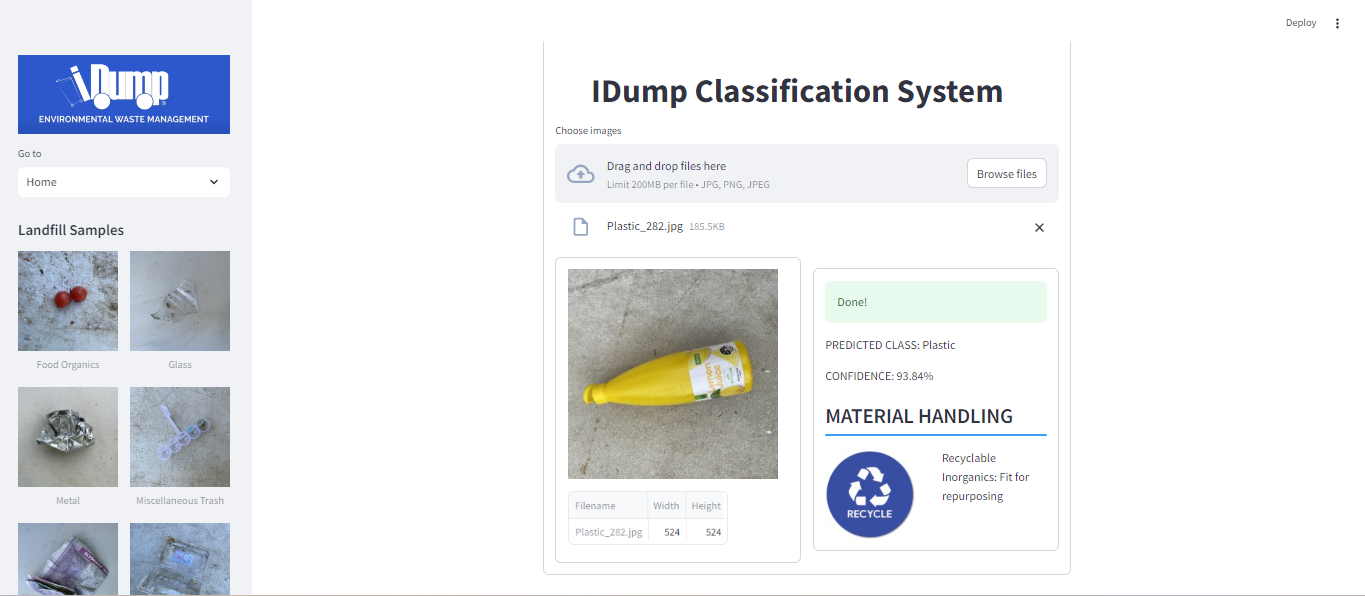 Deploy
iDump
ENVIRONMENTAL WASTE MANAGEMENT
Go to
Home
Landfill Samples
Food Organics
Glass
Metal
Miscellaneous Trash
IDump Classification System
Choose images
Drag and drop files here
Limit 200MB per file • JPG, PNG, JPEG
Browse files
Plastic_282.jpg 185.5KB
Lemon
Juice
Filename Width Height
Plastic_282.jpg 524 524
Done!
PREDICTED CLASS: Plastic
CONFIDENCE: 93.84%
MATERIAL HANDLING
RECYCLE
Recyclable
Inorganics: Fit for
repurposing